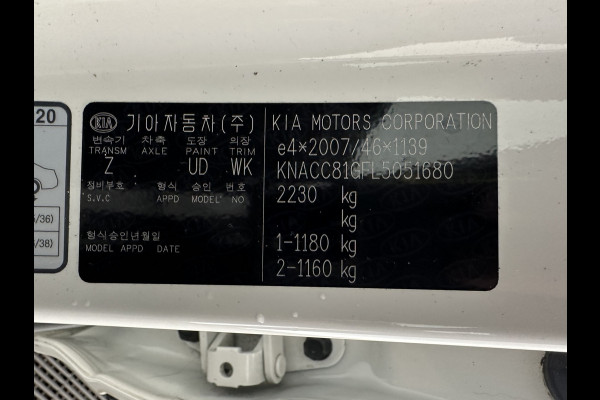 20
/36)
/38)
KIA 기아자동차(주)
변속기 차축 도장 의장
TRANSM AXLE PAINT TRIM
Z UD WK
정비부호 형식 승인 번호
S.V.C APPD MODEL NO
형식승인년월일
MODEL APPD DATE
KIA MOTORS CORPORATION
e4*2007/46*1139
KNACC81GFL5051680
2230 kg
kg
1-1180 kg
2-1160 kg